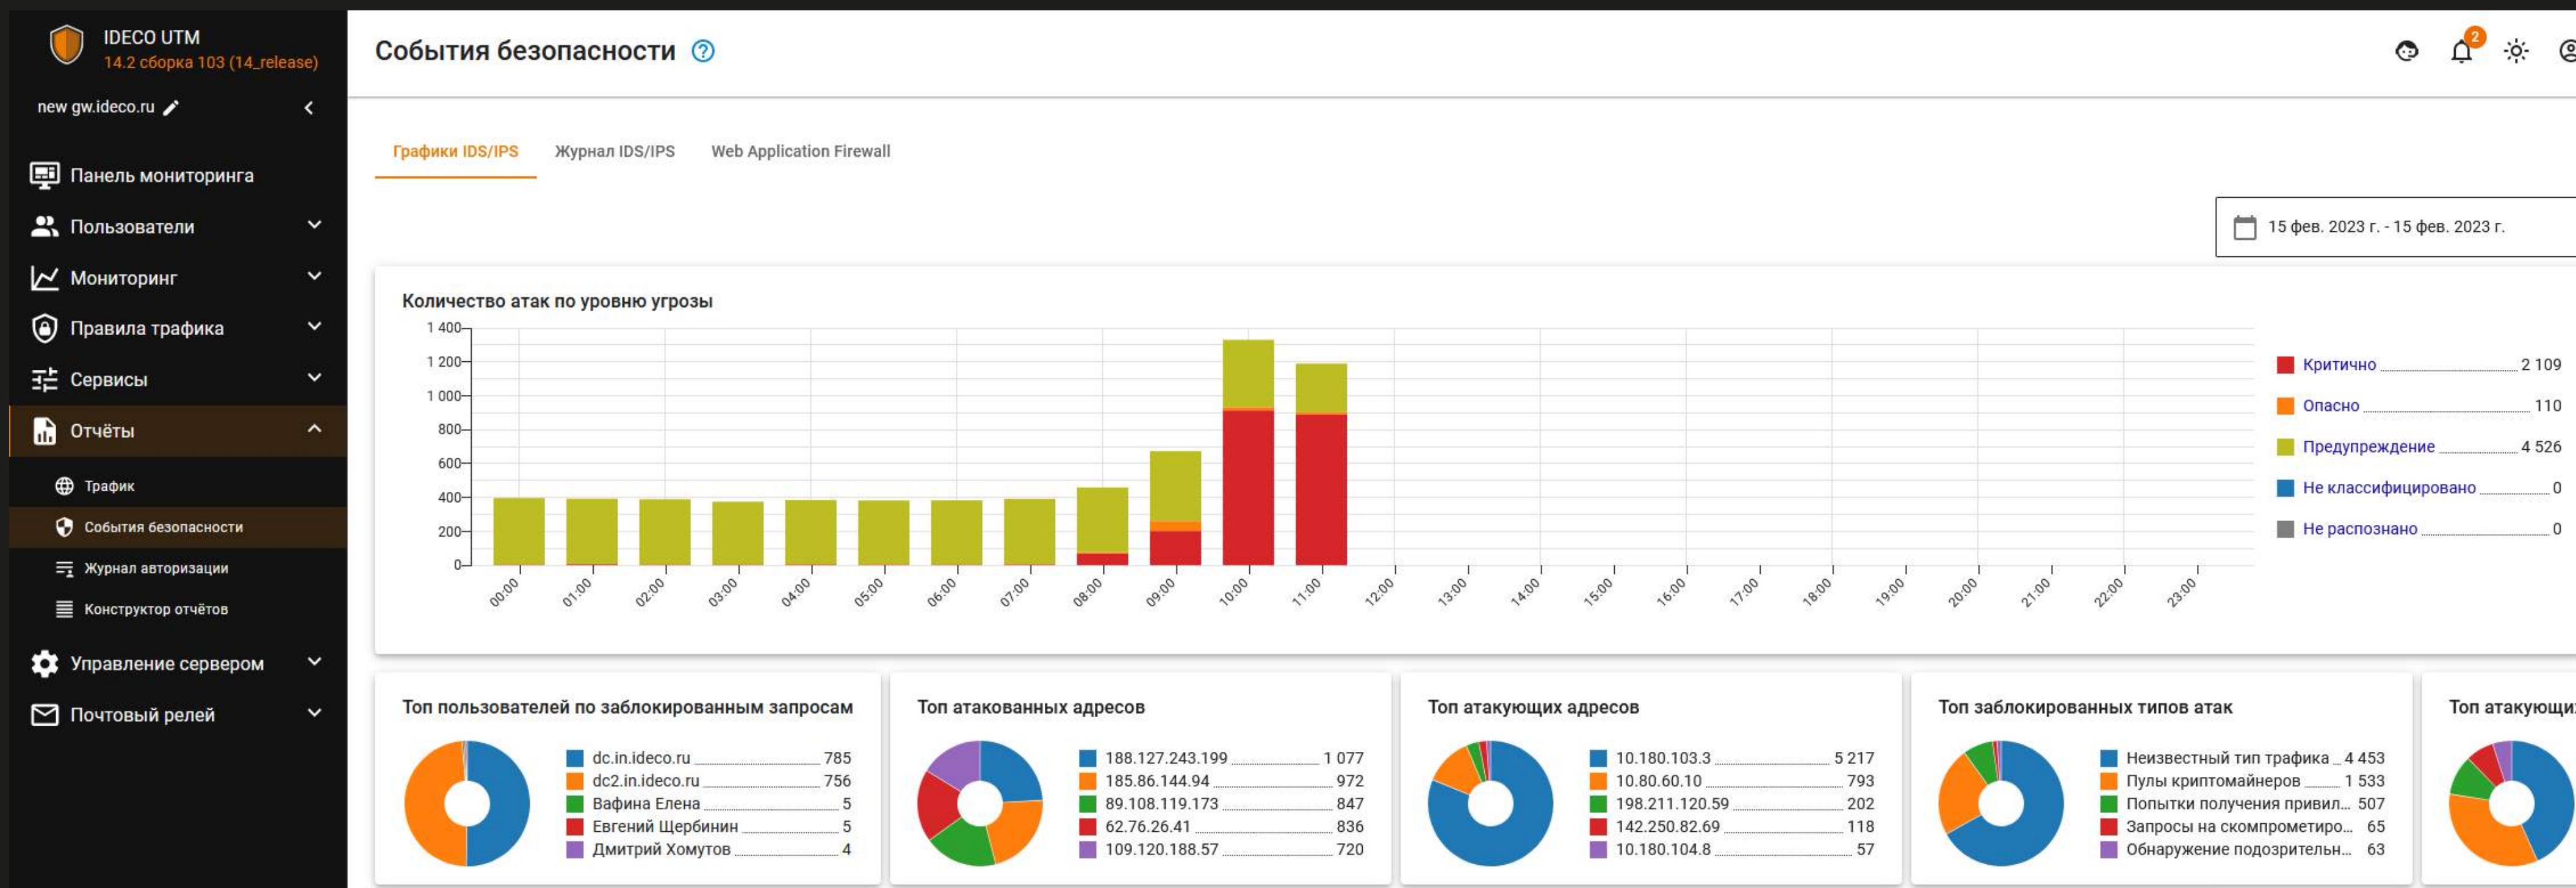 IDECO UTM
14.2 сборка 103 (14_release)
new gw.ideco.ru
Панель мониторинга
Пользователи
Мониторинг
Правила трафика
Сервисы
Отчёты
Трафик
События безопасности
Журнал авторизации
Конструктор отчётов
Управление сервером
Почтовый релей
События безопасности
2
Графики IDS/IPS Журнал IDS/IPS Web Application Firewall
15 фев. 2023 г. - 15 фев. 2023 г.
Количество атак по уровню угрозы
1 400
1 200
1 000
800
600
400
200
0
00:00 01:00 02:00 03:00 04:00 05:00 06:00 07:00 08:00 09:00 10:00 11:00 12:00 13:00 14:00 15:00 16:00 17:00 18:00 19:00 20:00 21:00 22:00 23:00
Критично 2 109
Опасно 110
Предупреждение 4 526
Не классифицировано 0
Не распознано 0
Топ пользователей по заблокированным запросам
dc.in.ideco.ru 785
dc2.in.ideco.ru 756
Вафина Елена 5
Евгений Щербинин 5
Дмитрий Хомутов 4
Топ атакованных адресов
188.127.243.199 1 077
185.86.144.94 972
89.108.119.173 847
62.76.26.41 836
109.120.188.57 720
Топ атакующих адресов
10.180.103.3 5 217
10.80.60.10 793
198.211.120.59 202
142.250.82.69 118
10.180.104.8 57
Топ заблокированных типов атак
Неизвестный тип трафика 4 453
Пулы криптомайнеров 1 533
Попытки получения привил... 507
Запросы на скомпрометиро... 65
Обнаружение подозрительн... 63
Топ